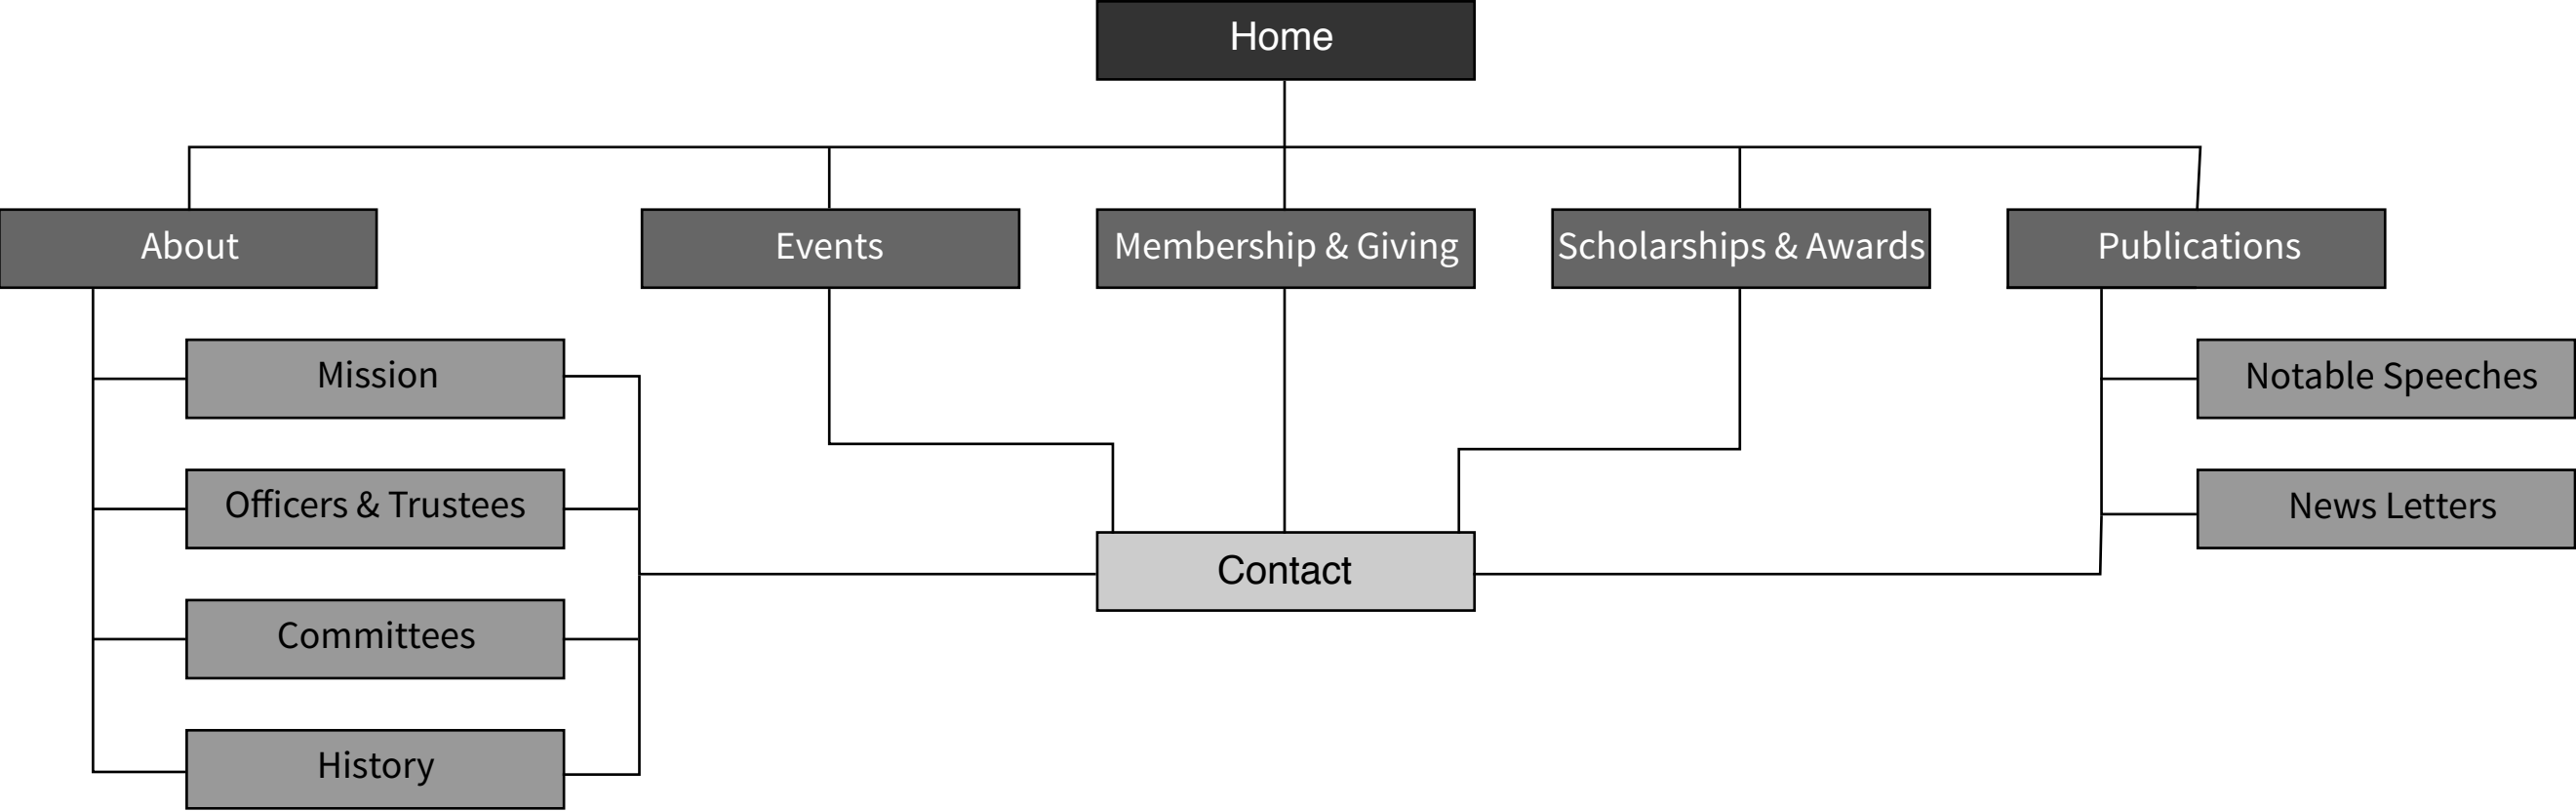 Home
About
Events
Membership & Giving
Scholarships & Awards
Publications
Mission
Notable Speeches
Officers & Trustees
News Letters
Contact
Committees
History